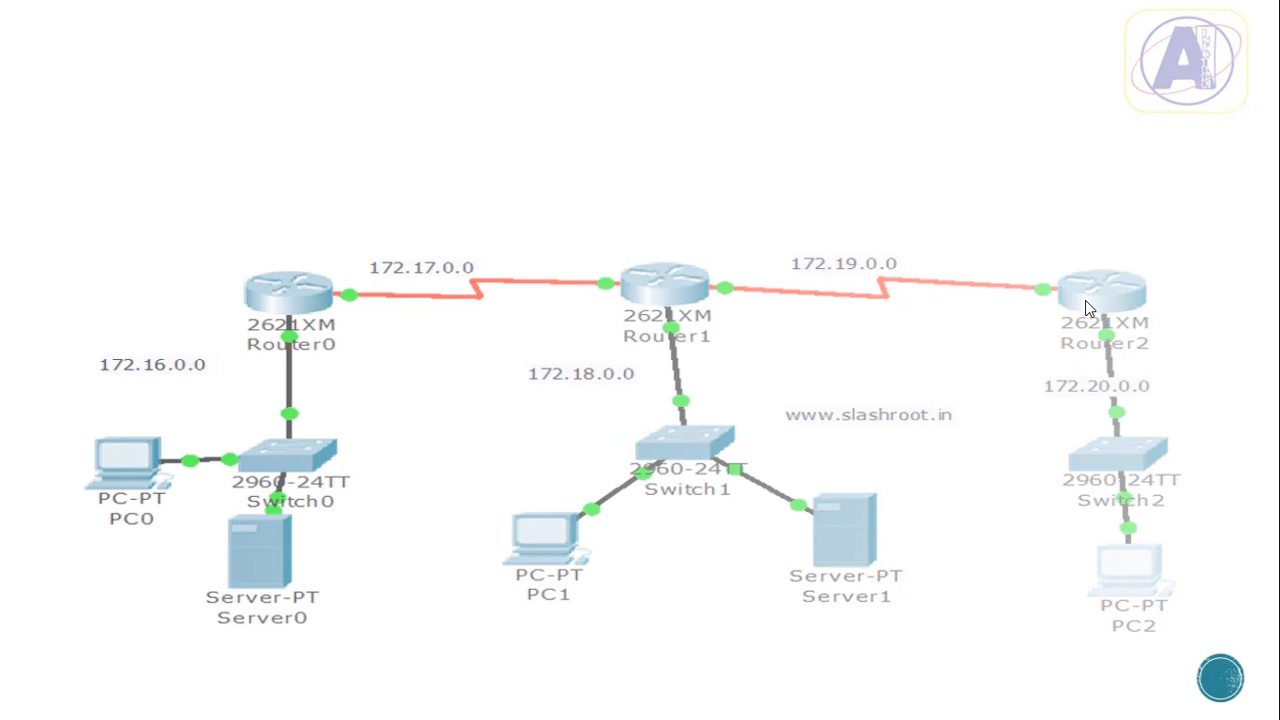 172.17.0.0
172.19.0.0
2621XM
Router0
2621XM
Router1
2621XM
Router2
172.16.0.0
172.18.0.0
172.20.0.0
www.slashroot.in
2960-24TT
Switch0
2960-24TT
Switch1
2960-24TT
Switch2
PC-PT
PC0
Server-PT
Server0
PC-PT
PC1
Server-PT
Server1
PC-PT
PC2